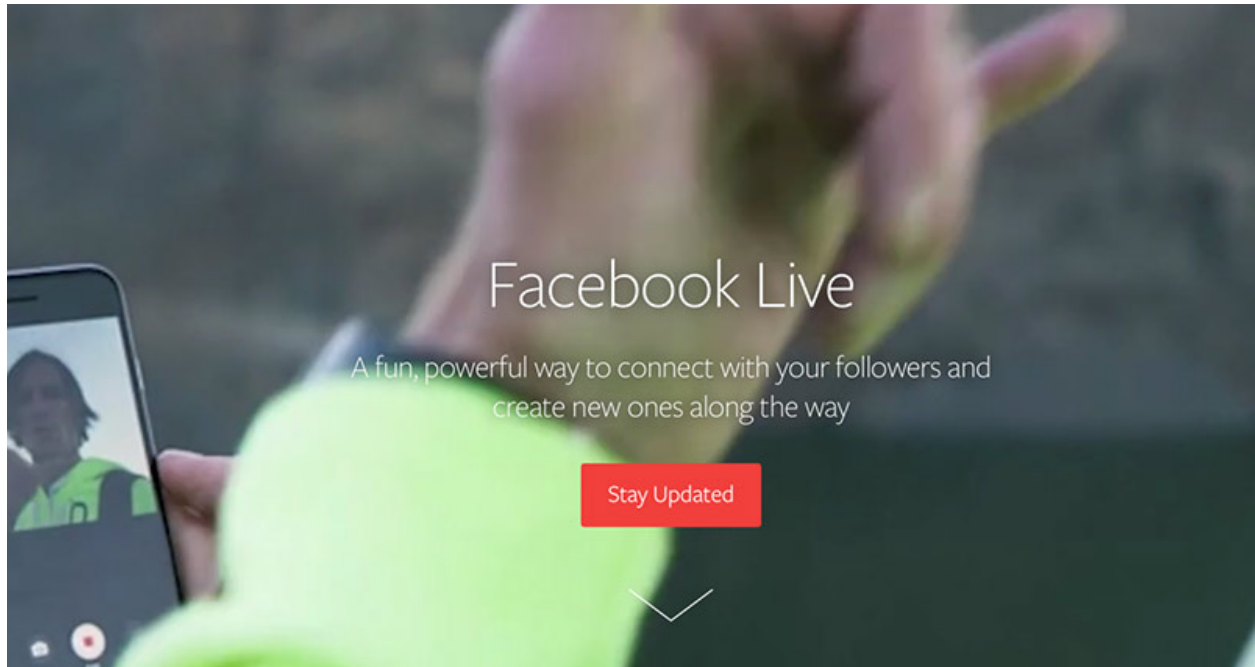 Facebook Live
A fun, powerful way to connect with your followers and
create new ones along the way
Stay Updated